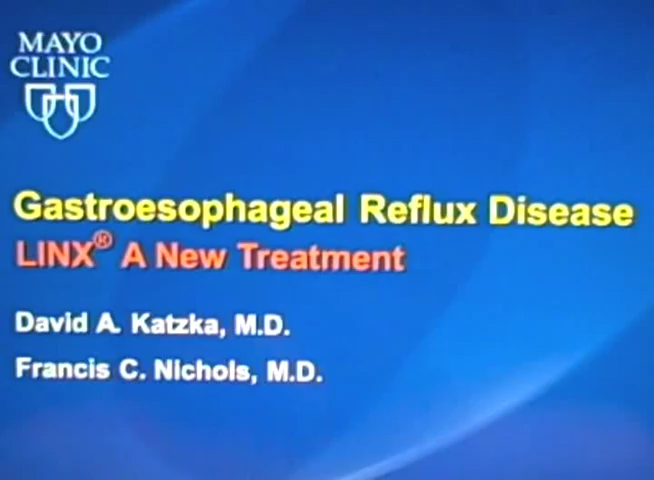 MAYO
CLINIC
Gastroesophageal Reflux Disease
LINX® A New Treatment
David A. Katzka, M.D.
Francis C. Nichols, M.D.